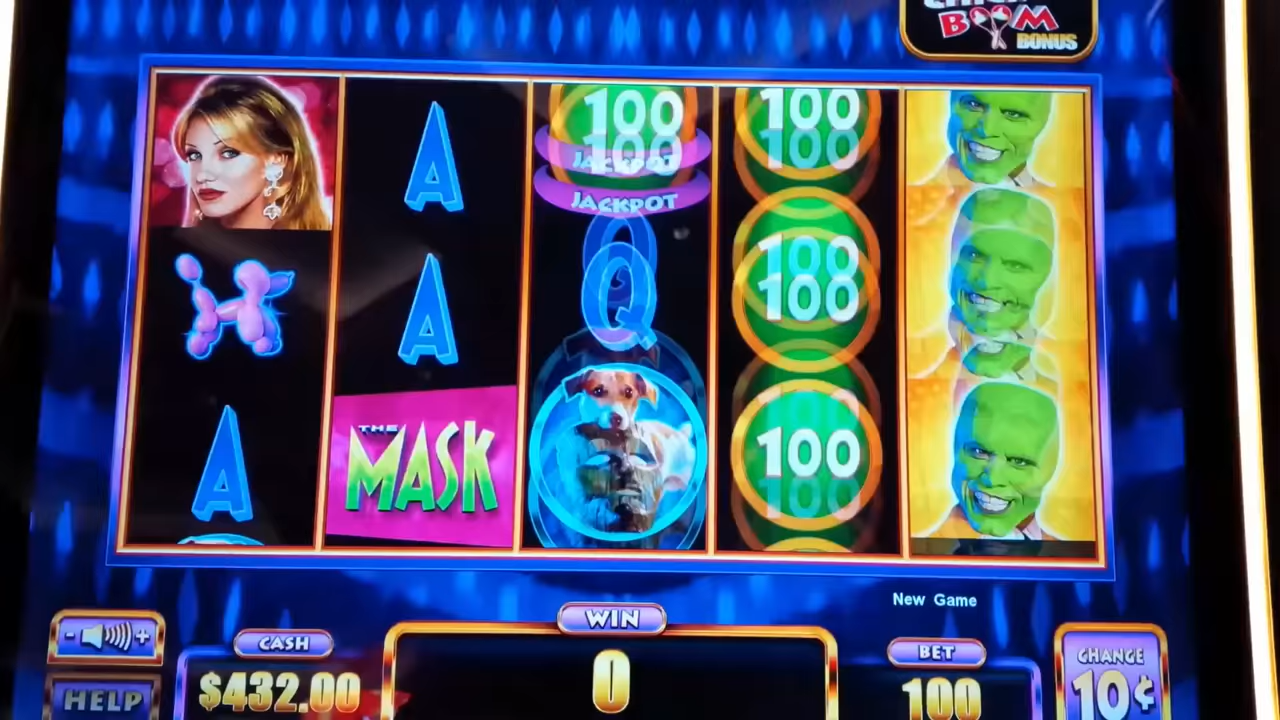 BOOM
BONUS
100
100
JACKPOT
JACKPOT
100
100
A
A
Q
Q
100
100
A
THE
MASK
100
100
New Game
WIN
CASH
BET
CHANGE
- +
HELP
$432.00
0
100
10¢